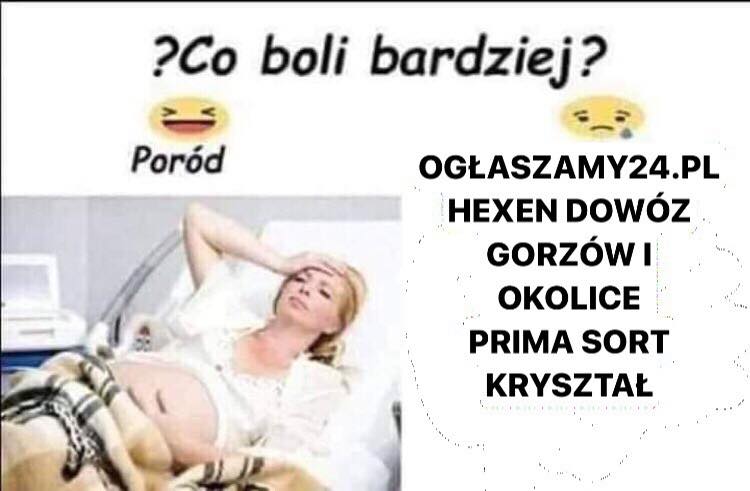 ?Co boli bardziej?
Poród
OGŁASZAMY24.PL
HEXEN DOWÓZ
GORZÓW I
OKOLICE
PRIMA SORT
KRYSZTAŁ